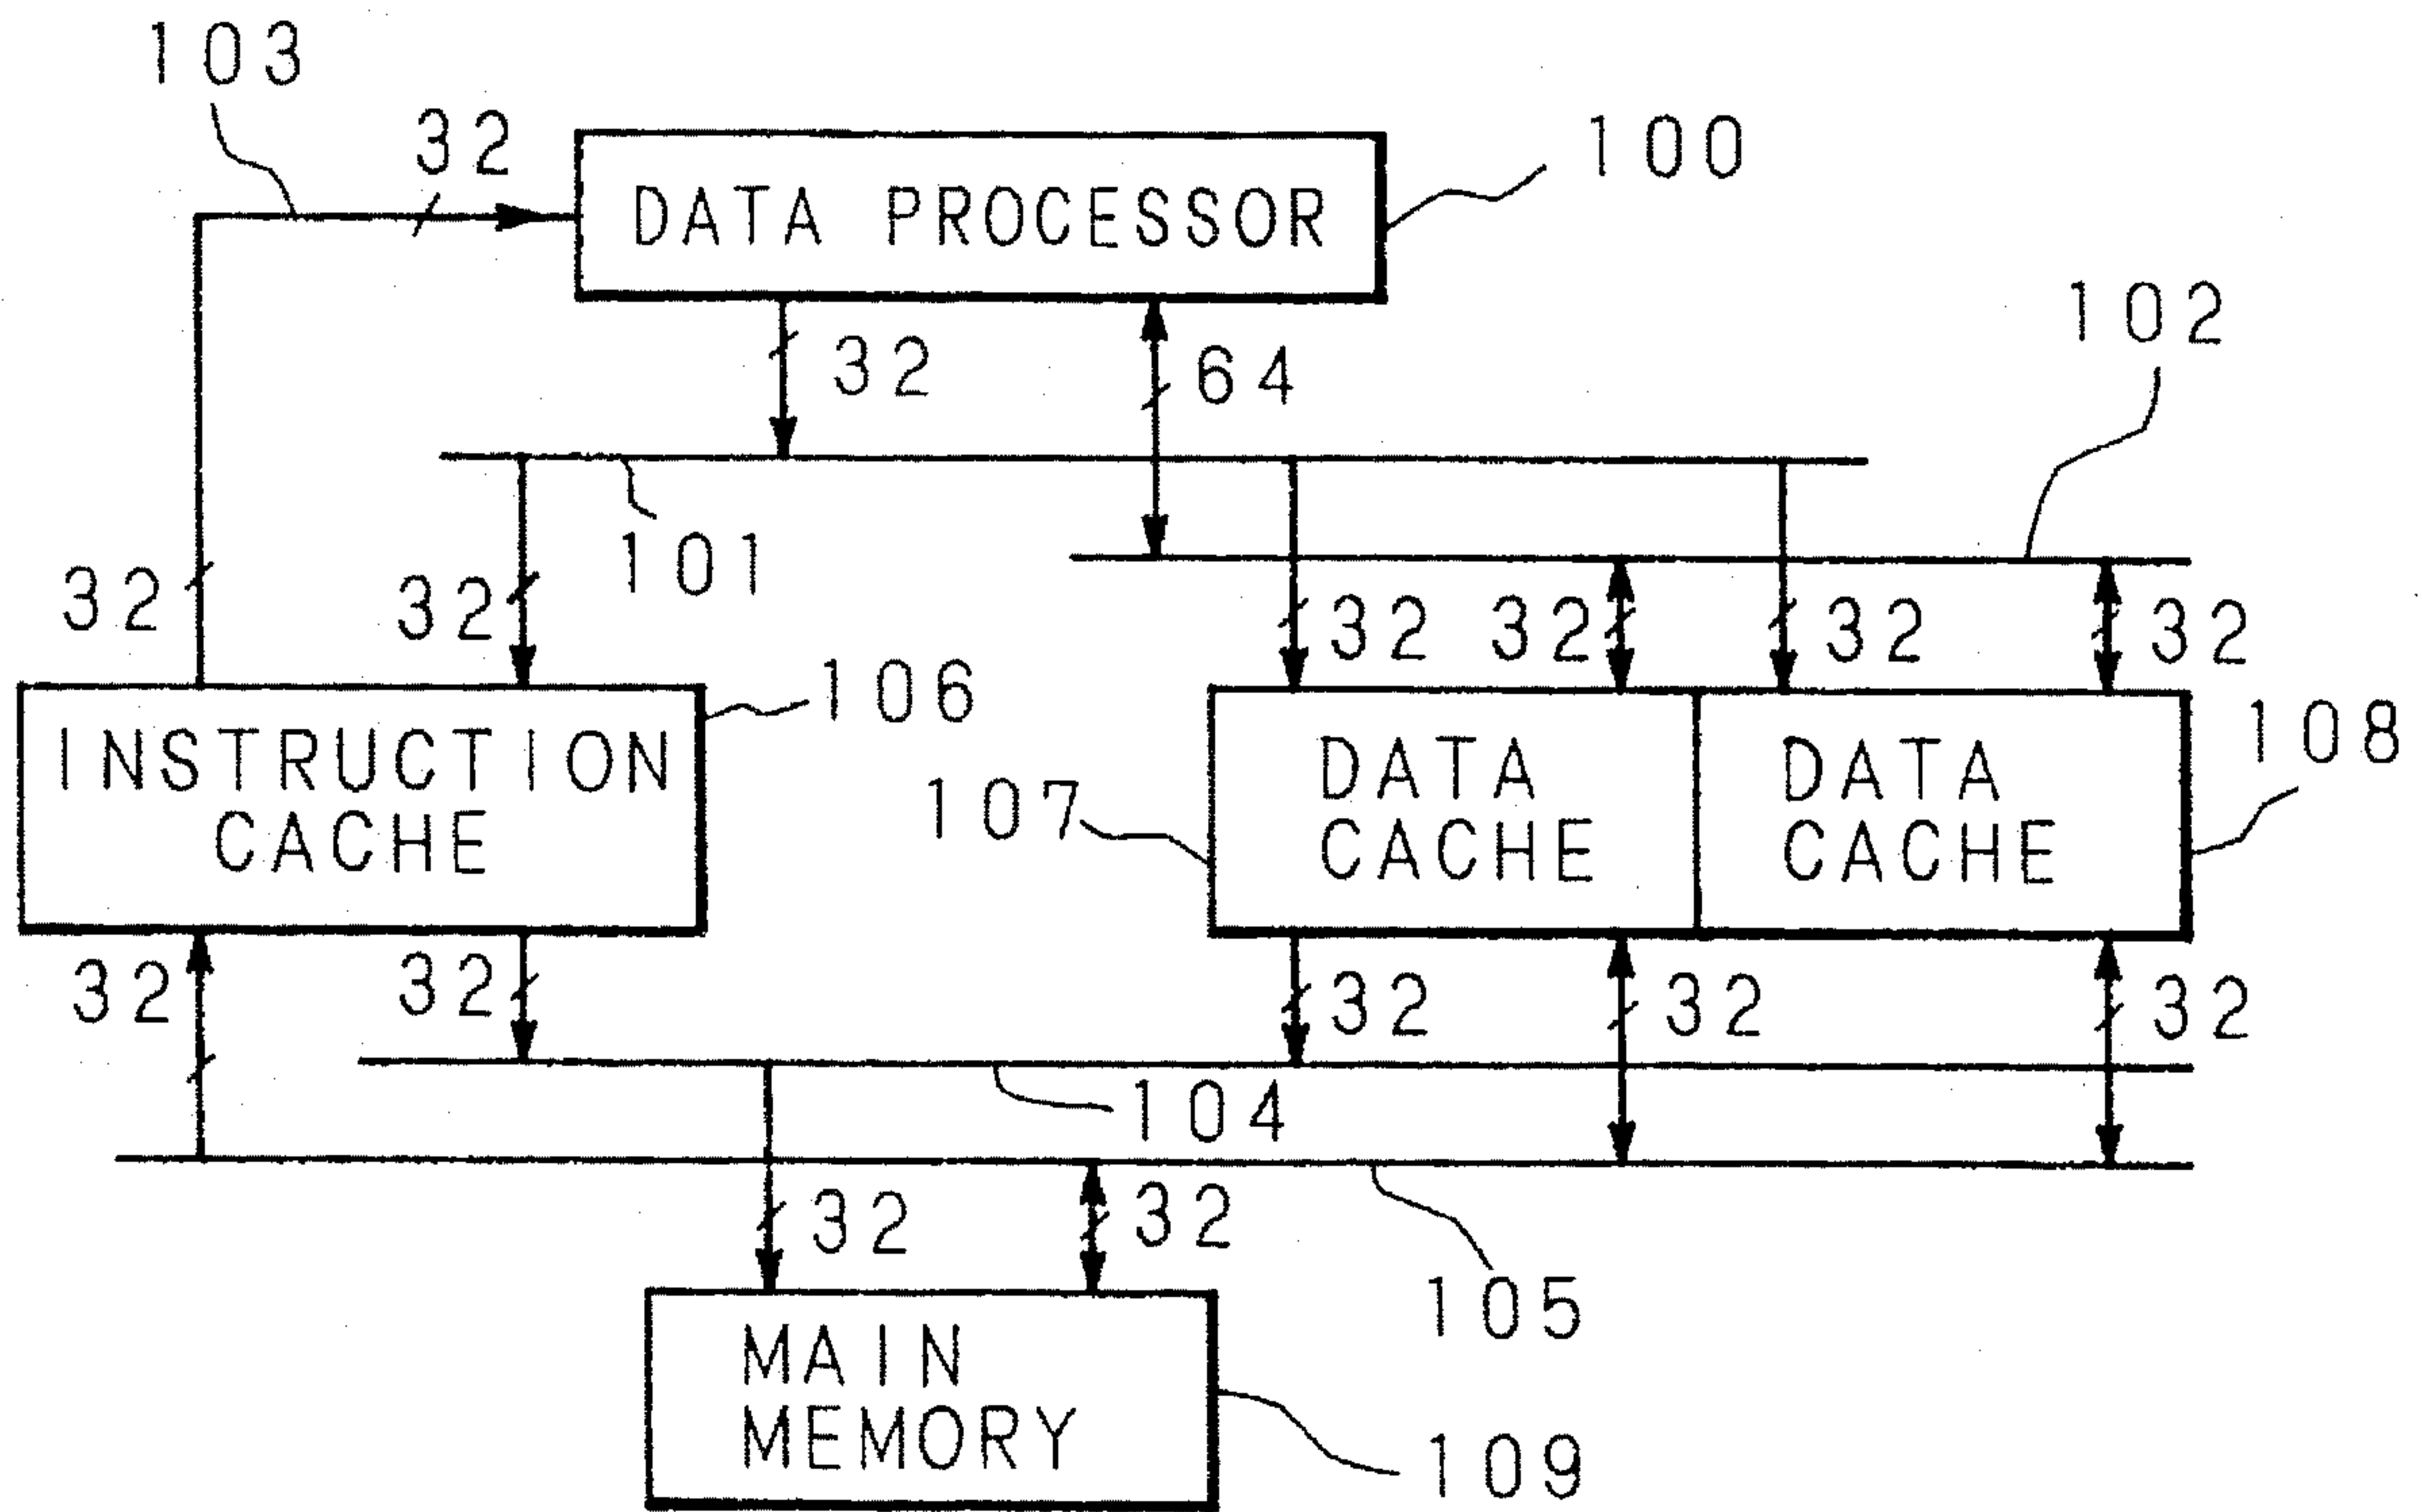 103
32
100
DATA PROCESSOR
102
32
64
101
32
32
32
32
32
32
106
INSTRUCTION
CACHE
107
DATA
CACHE
DATA
CACHE
108
32
32
32
32
32
104
32
32
105
MAIN
MEMORY
109